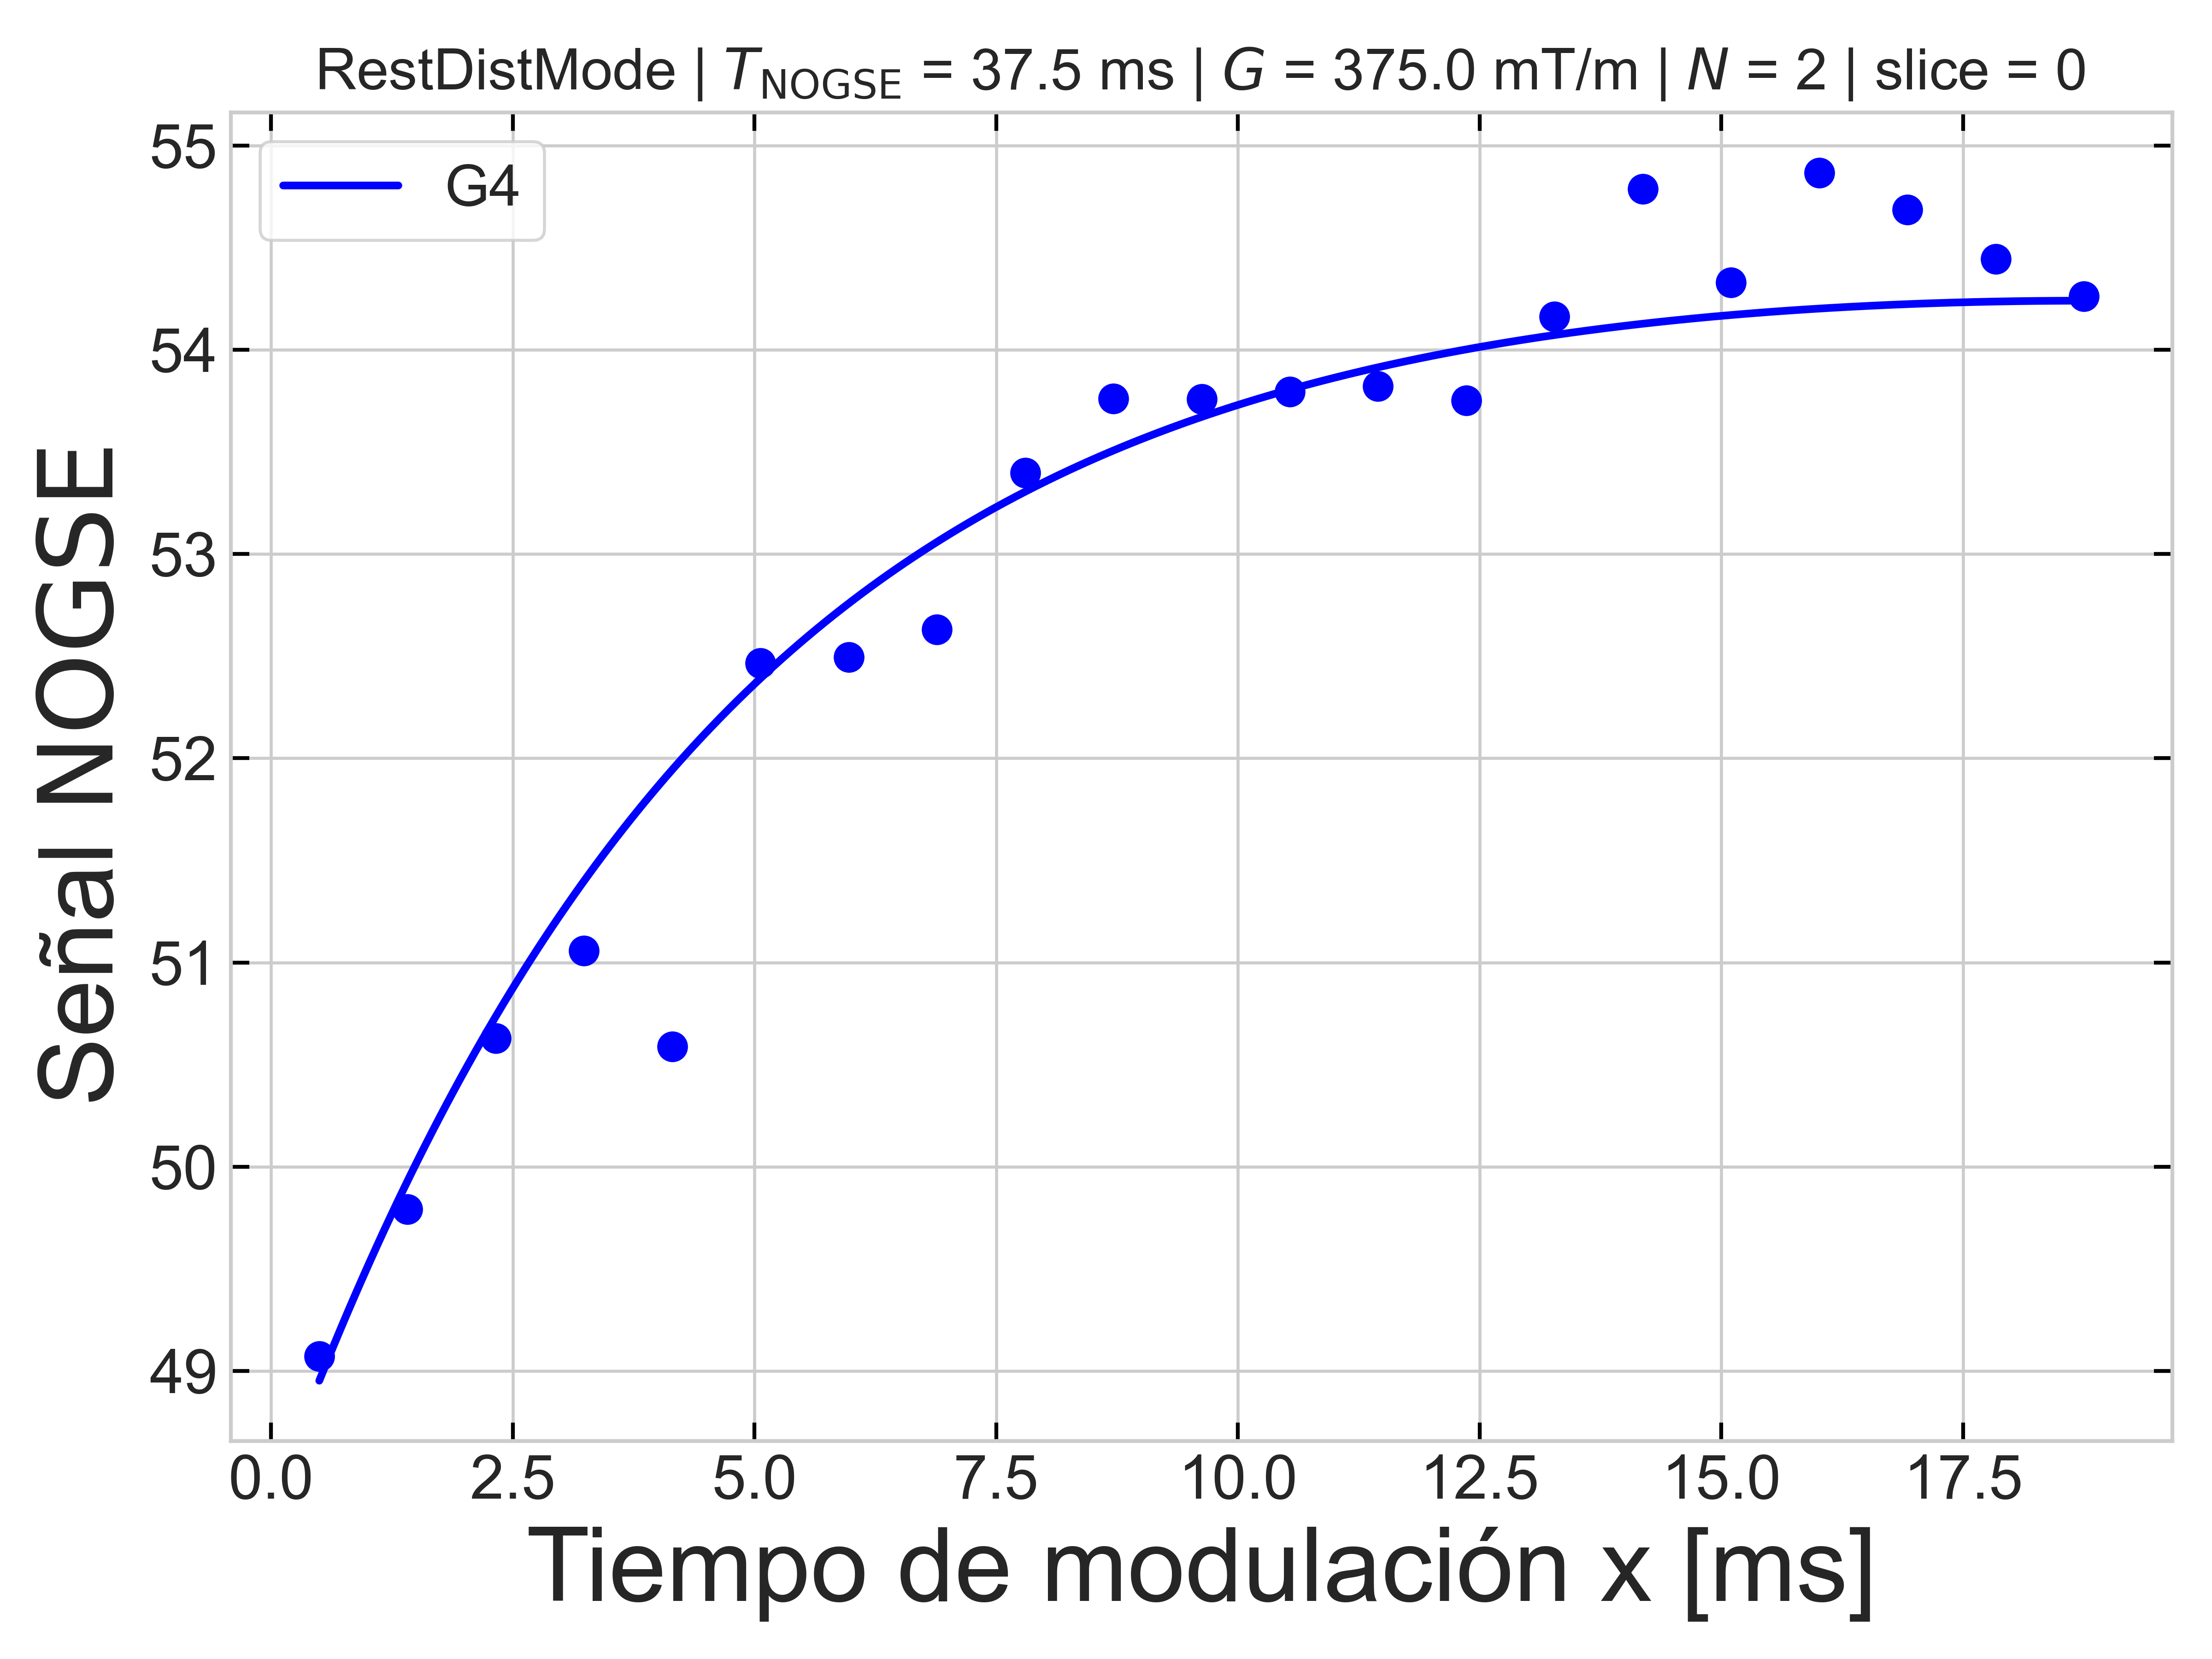 RestDistMode | T_NOGSE = 37.5 ms | G = 375.0 mT/m | N = 2 | slice = 0
G4
55
54
53
52
51
50
49
Señal NOGSE
0.0 2.5 5.0 7.5 10.0 12.5 15.0 17.5
Tiempo de modulación x [ms]